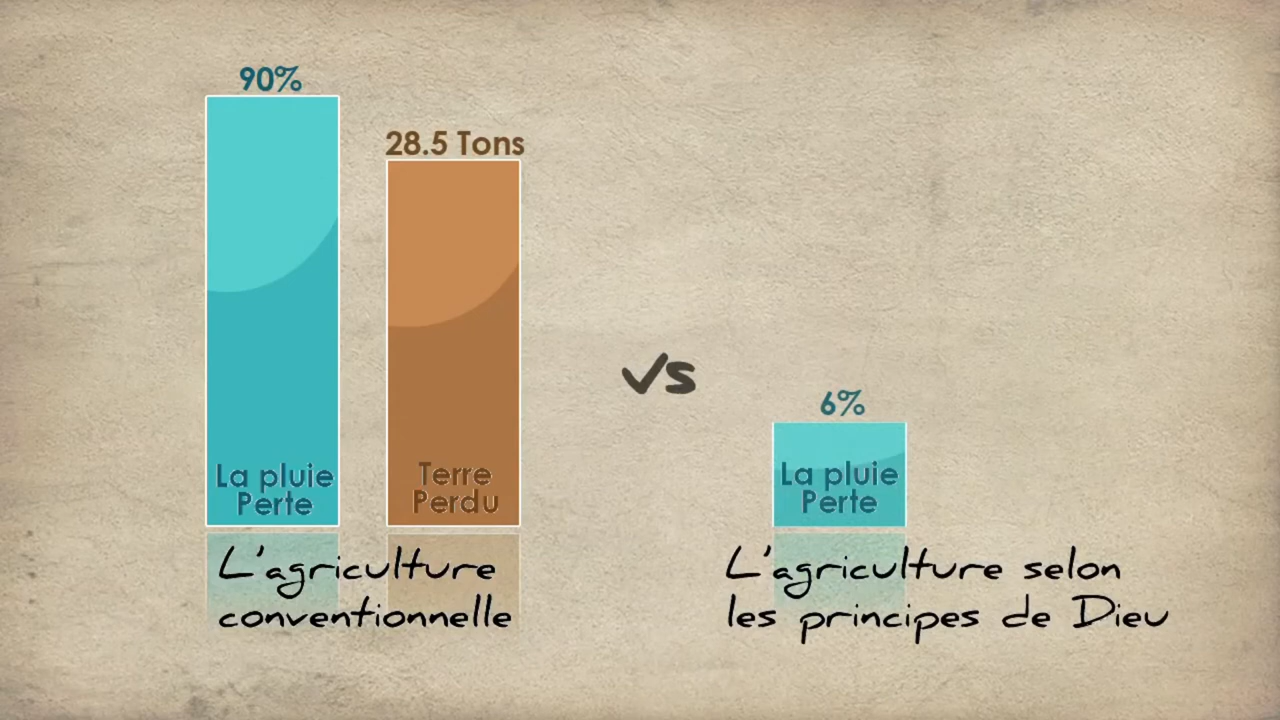 90%
28.5 Tons
La pluie
Perte
Terre
Perdu
vs
6%
La pluie
Perte
L'agriculture
conventionnelle
L'agriculture selon
les principes de Dieu